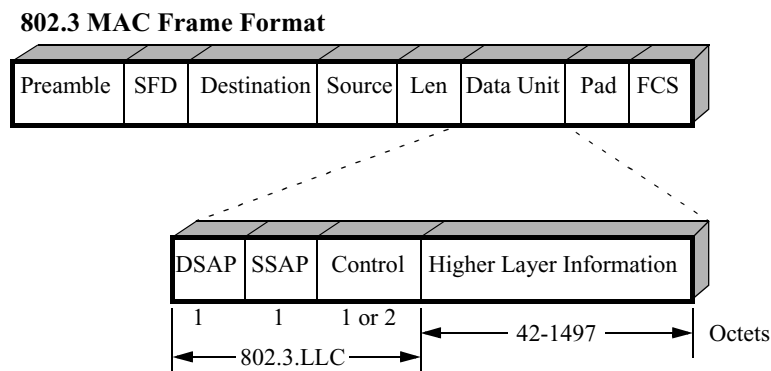 802.3 MAC Frame Format
Preamble SFD Destination Source Len Data Unit Pad FCS
DSAP SSAP Control Higher Layer Information
1 1 1 or 2 42-1497 Octets
802.3.LLC